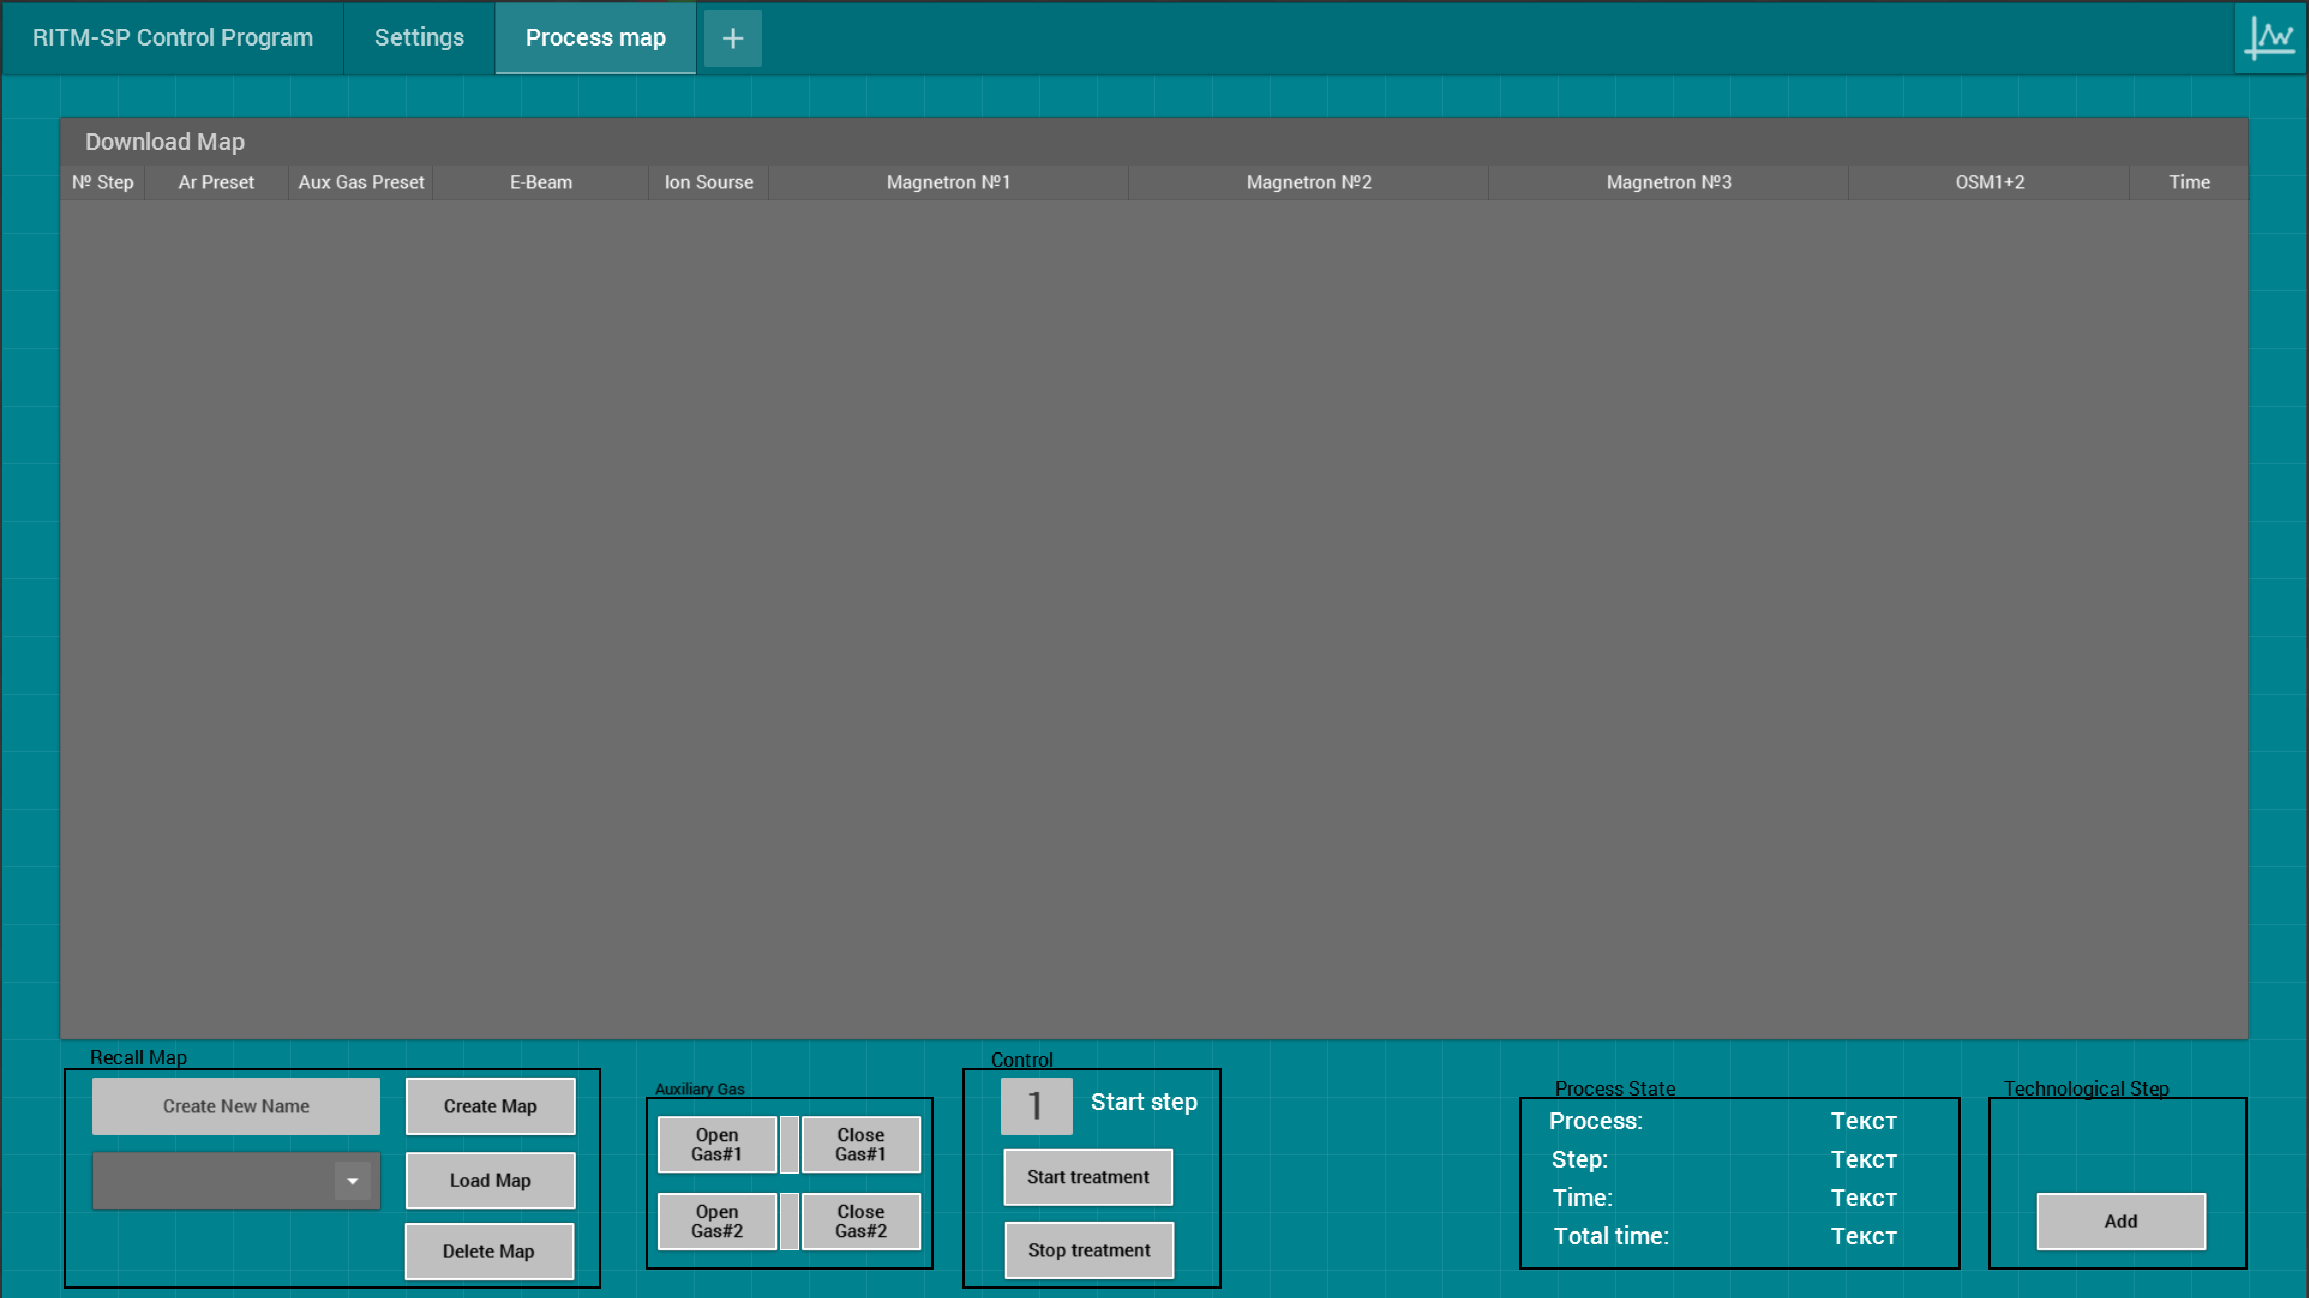 RITM-SP Control Program
Settings
Process map
+
Download Map
№ Step
Ar Preset
Aux Gas Preset
E-Beam
Ion Sourse
Magnetron №1
Magnetron №2
Magnetron №3
OSM1+2
Time
Recall Map
Create New Name
Create Map
Load Map
Delete Map
Auxiliary Gas
Open
Gas#1
Close
Gas#1
Open
Gas#2
Close
Gas#2
Control
1
Start step
Start treatment
Stop treatment
Process State
Process: Текст
Step: Текст
Time: Текст
Total time: Текст
Technological Step
Add